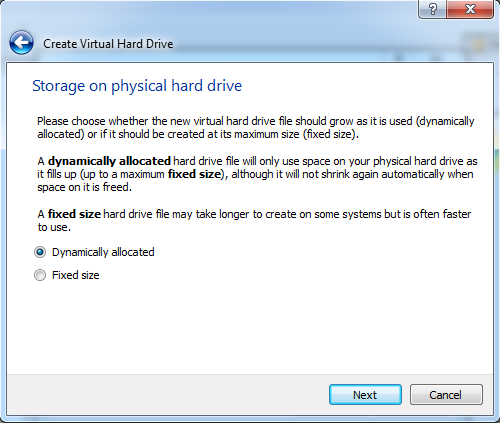 ?
Create Virtual Hard Drive
Storage on physical hard drive
Please choose whether the new virtual hard drive file should grow as it is used (dynamically
allocated) or if it should be created at its maximum size (fixed size).
A dynamically allocated hard drive file will only use space on your physical hard drive as
it fills up (up to a maximum fixed size), although it will not shrink again automatically when
space on it is freed.
A fixed size hard drive file may take longer to create on some systems but is often faster
to use.
Dynamically allocated
Fixed size
Next Cancel